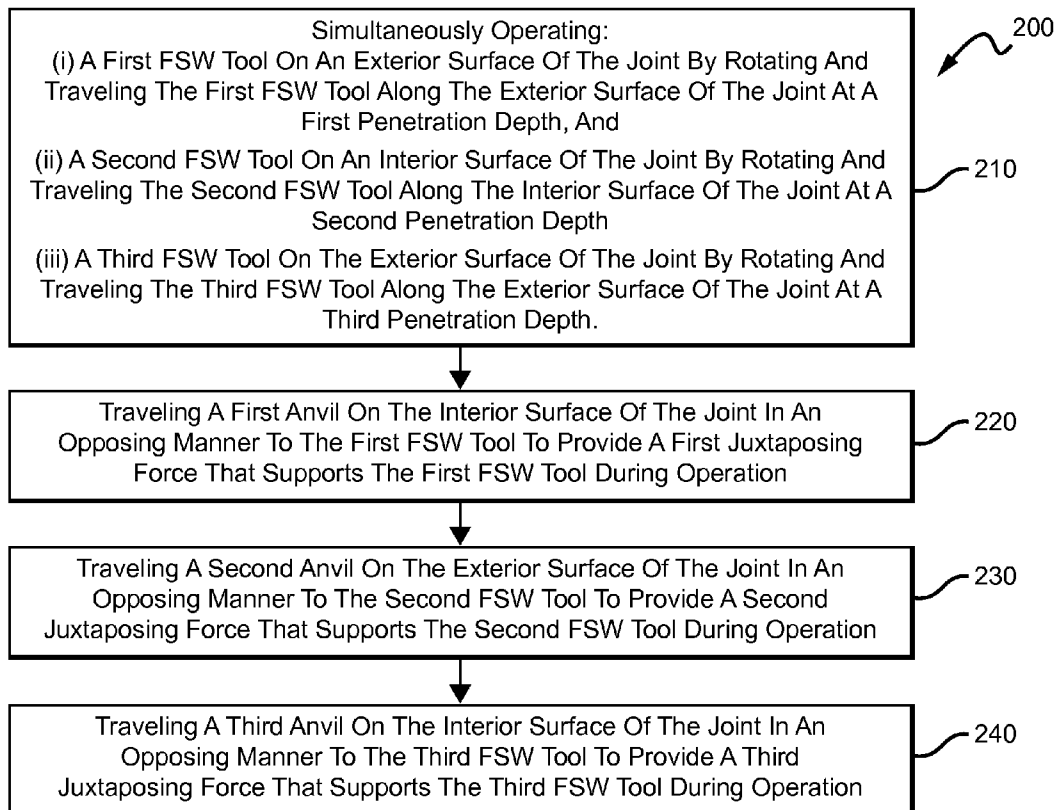 Simultaneously Operating:
(i) A First FSW Tool On An Exterior Surface Of The Joint By Rotating And
Traveling The First FSW Tool Along The Exterior Surface Of The Joint At A
First Penetration Depth, And
(ii) A Second FSW Tool On An Interior Surface Of The Joint By Rotating And
Traveling The Second FSW Tool Along The Interior Surface Of The Joint At A
Second Penetration Depth
(iii) A Third FSW Tool On The Exterior Surface Of The Joint By Rotating And
Traveling The Third FSW Tool Along The Exterior Surface Of The Joint At A
Third Penetration Depth.
200
210
Traveling A First Anvil On The Interior Surface Of The Joint In An
Opposing Manner To The First FSW Tool To Provide A First Juxtaposing
Force That Supports The First FSW Tool During Operation
220
Traveling A Second Anvil On The Exterior Surface Of The Joint In An
Opposing Manner To The Second FSW Tool To Provide A Second
Juxtaposing Force That Supports The Second FSW Tool During Operation
230
Traveling A Third Anvil On The Interior Surface Of The Joint In An
Opposing Manner To The Third FSW Tool To Provide A Third
Juxtaposing Force That Supports The Third FSW Tool During Operation
240